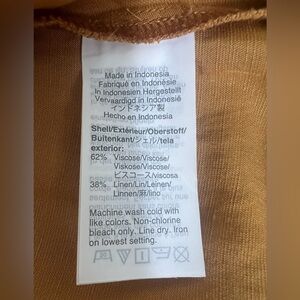 Made in Indonesia
Fabriqué en Indonésie
In Indonesien Hergestellt
Vervaardigd in Indonesië
インドネシア製
Hecho en Indonesia
Shell/Extérieur/Oberstoff/
Buitenkant/シェル/tela
exterior:
62% Viscose/Viscose/
Viskose/Viscose/
ビスコース/viscosa
38% Linen/Lin/Leinen/
Linnen/麻/lino
Machine wash cold with
like colors. Non-chlorine
bleach only. Line dry. Iron
on lowest setting.